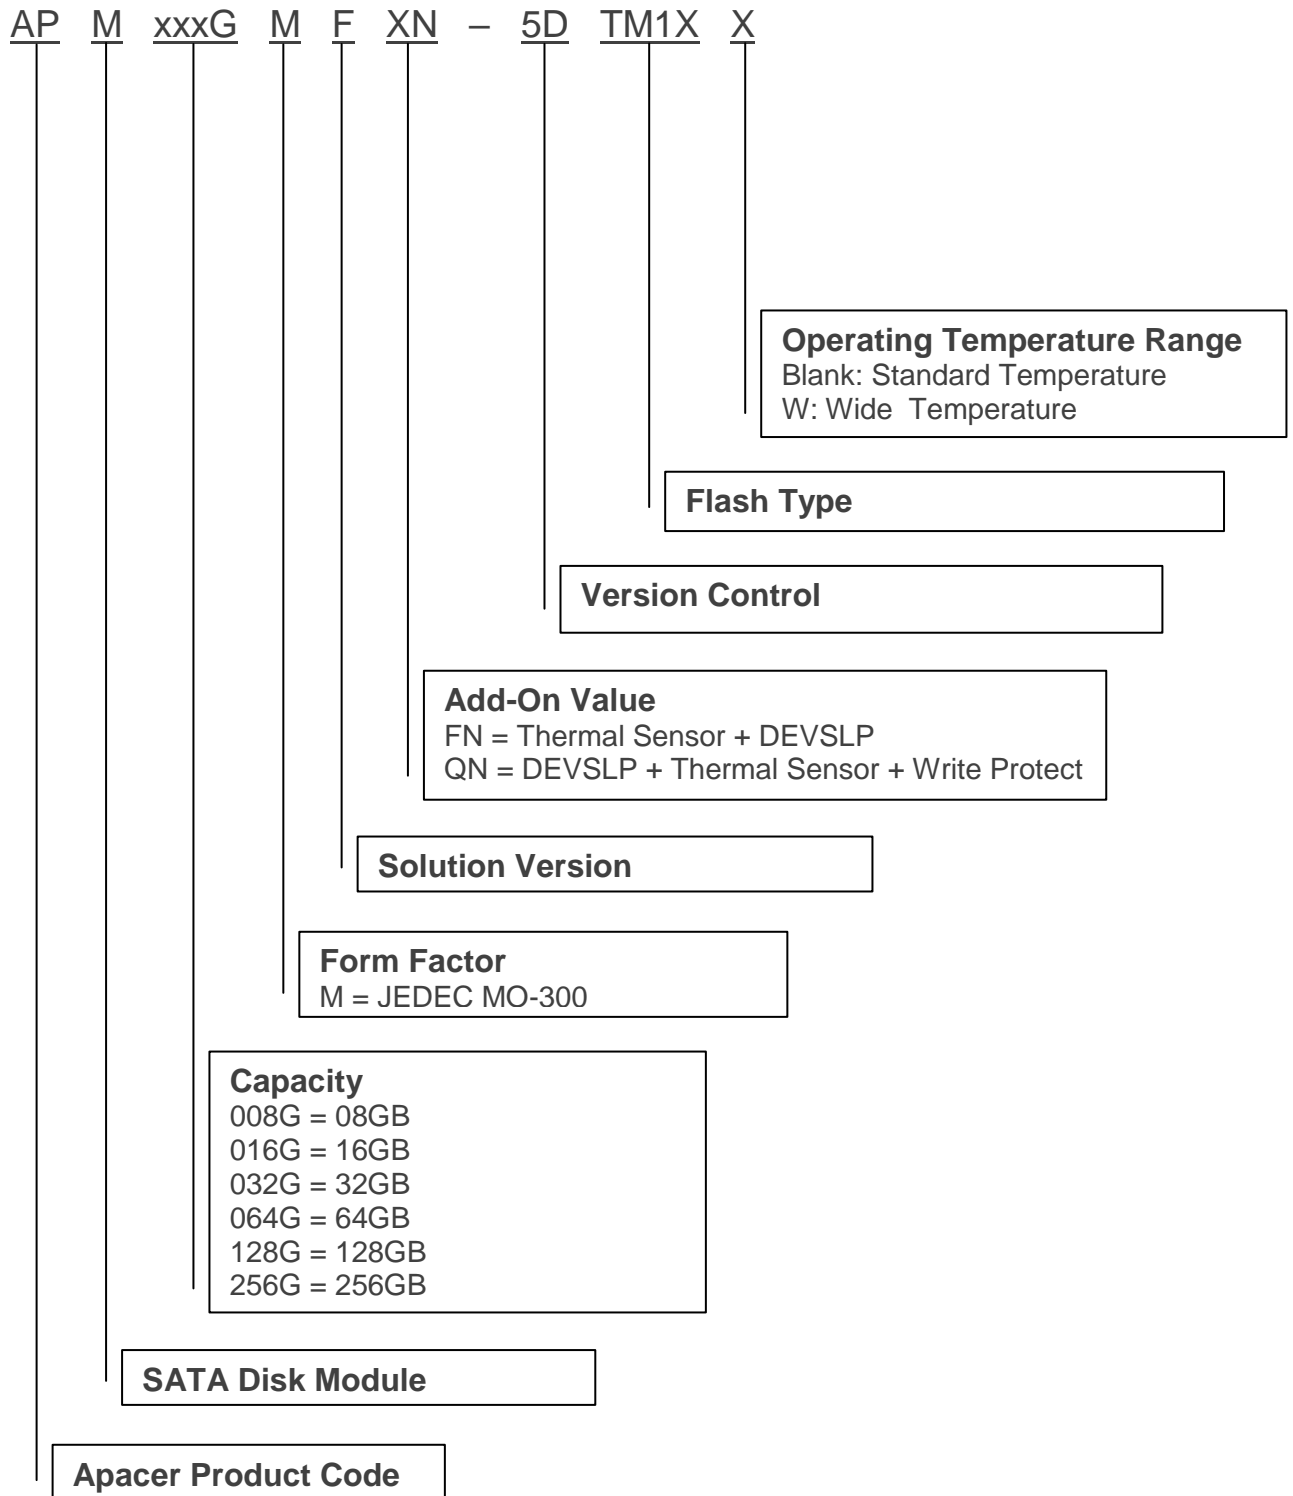 AP M xxxG M F XN – 5D TM1X X
Operating Temperature Range
Blank: Standard Temperature
W: Wide Temperature
Flash Type
Version Control
Add-On Value
FN = Thermal Sensor + DEVSLP
QN = DEVSLP + Thermal Sensor + Write Protect
Solution Version
Form Factor
M = JEDEC MO-300
Capacity
008G = 08GB
016G = 16GB
032G = 32GB
064G = 64GB
128G = 128GB
256G = 256GB
SATA Disk Module
Apacer Product Code